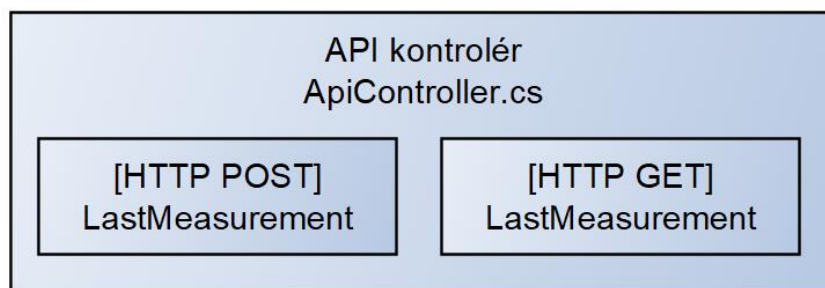 API kontrolér
ApiController.cs
[HTTP POST]
LastMeasurement
[HTTP GET]
LastMeasurement